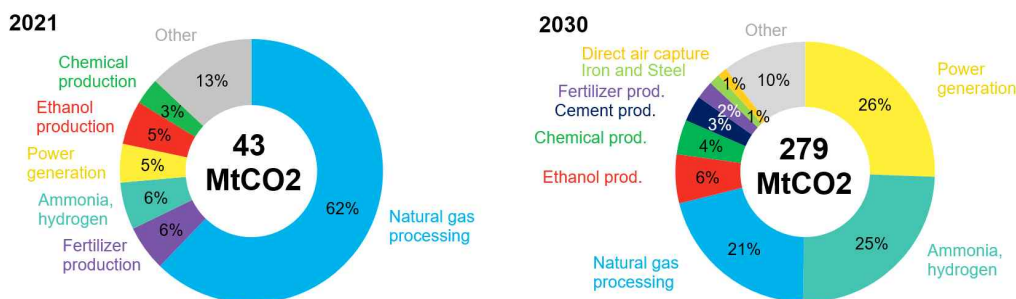 2021
Other
Chemical
production
13%
3%
Ethanol
production
5%
43
MtCO2
Power
generation
5%
62%
Ammonia,
hydrogen
6%
Natural gas
processing
6%
Fertilizer
production
2030
Other
Direct air capture
Iron and Steel
Power
generation
Fertilizer prod.
1%
10%
Cement prod.
2%
1%
26%
3%
Chemical prod.
4%
279
MtCO2
Ethanol prod.
6%
Natural gas
processing
21%
25%
Ammonia,
hydrogen